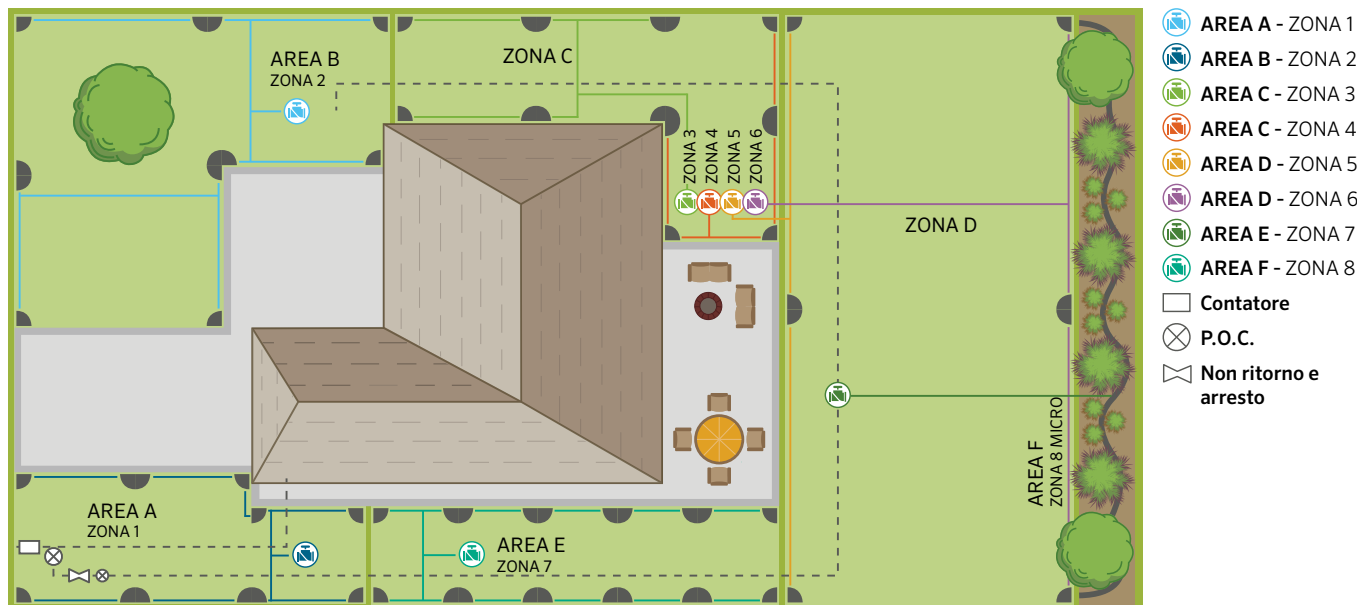 AREA B
ZONA 2
ZONA C
ZONA 3
ZONA 4
ZONA 5
ZONA 6
ZONA D
AREA F
ZONA 8 MICRO
AREA A
ZONA 1
AREA E
ZONA 7
AREA A - ZONA 1
AREA B - ZONA 2
AREA C - ZONA 3
AREA C - ZONA 4
AREA D - ZONA 5
AREA D - ZONA 6
AREA E - ZONA 7
AREA F - ZONA 8
Contatore
P.O.C.
Non ritorno e
arresto